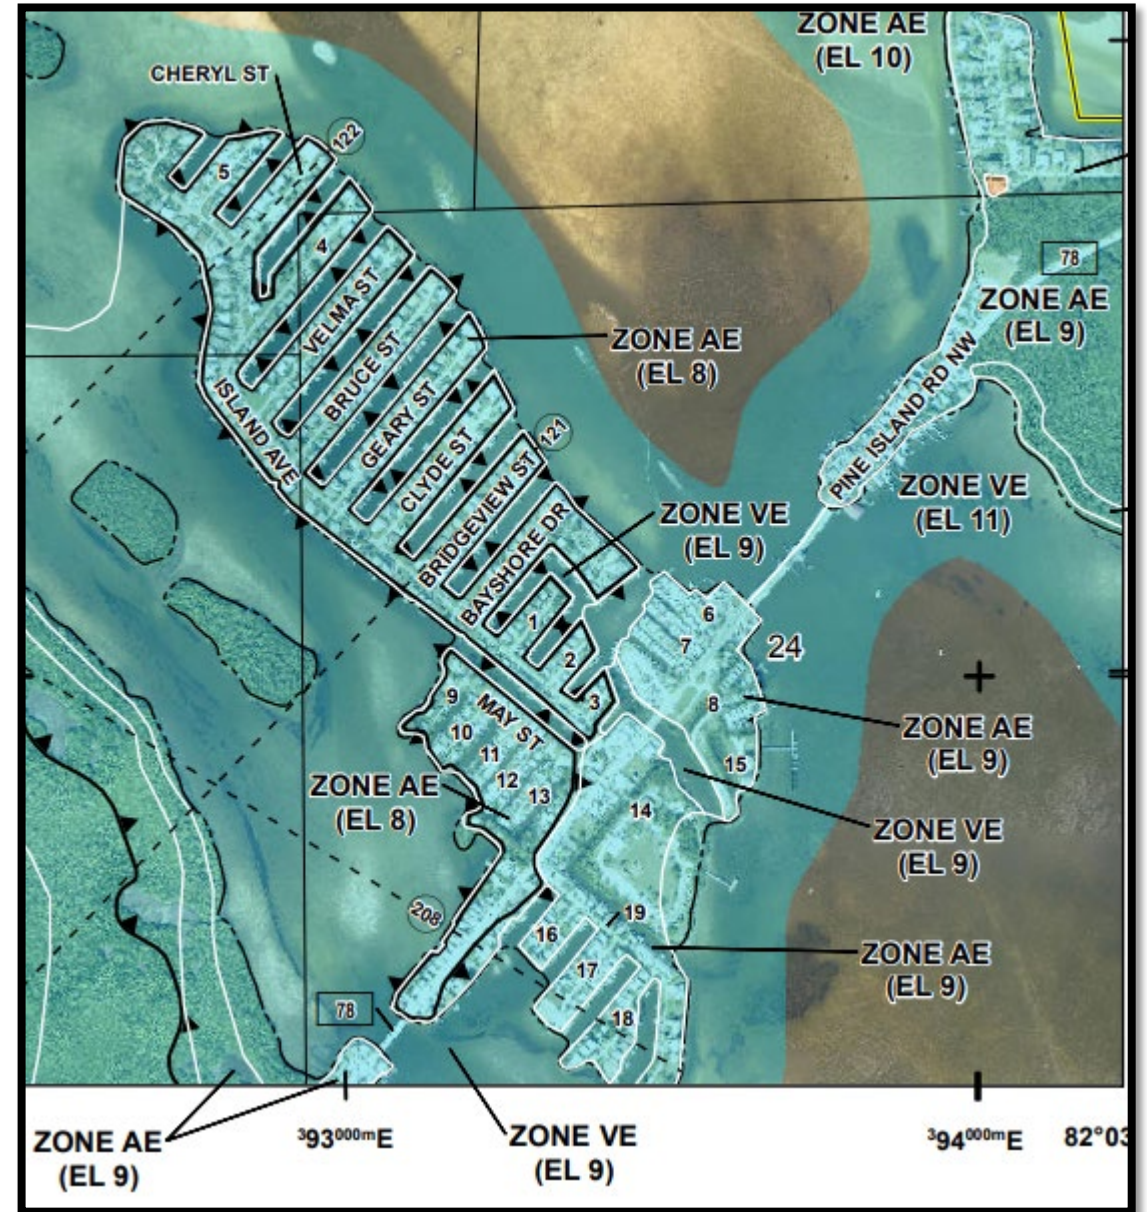 ZONE AE
(EL 10)
CHERYL ST
122
5
4
78
ZONE AE
(EL 9)
VELMA ST
BRUCE ST
ZONE AE
(EL 8)
GEARY ST
ISLAND AVE
CLYDE ST
121
PINE ISLAND RD NW
BRIDGEVIEW ST
ZONE VE
(EL 11)
BAYSHORE DR
ZONE VE
(EL 9)
1
2
3
6
7
24
8
9
MAY ST
10
11
12
13
ZONE AE
(EL 9)
15
ZONE AE
(EL 8)
14
ZONE VE
(EL 9)
208
19
16
17
18
ZONE AE
(EL 9)
78
ZONE AE
(EL 9)
393000mE
ZONE VE
(EL 9)
394000mE
82°03